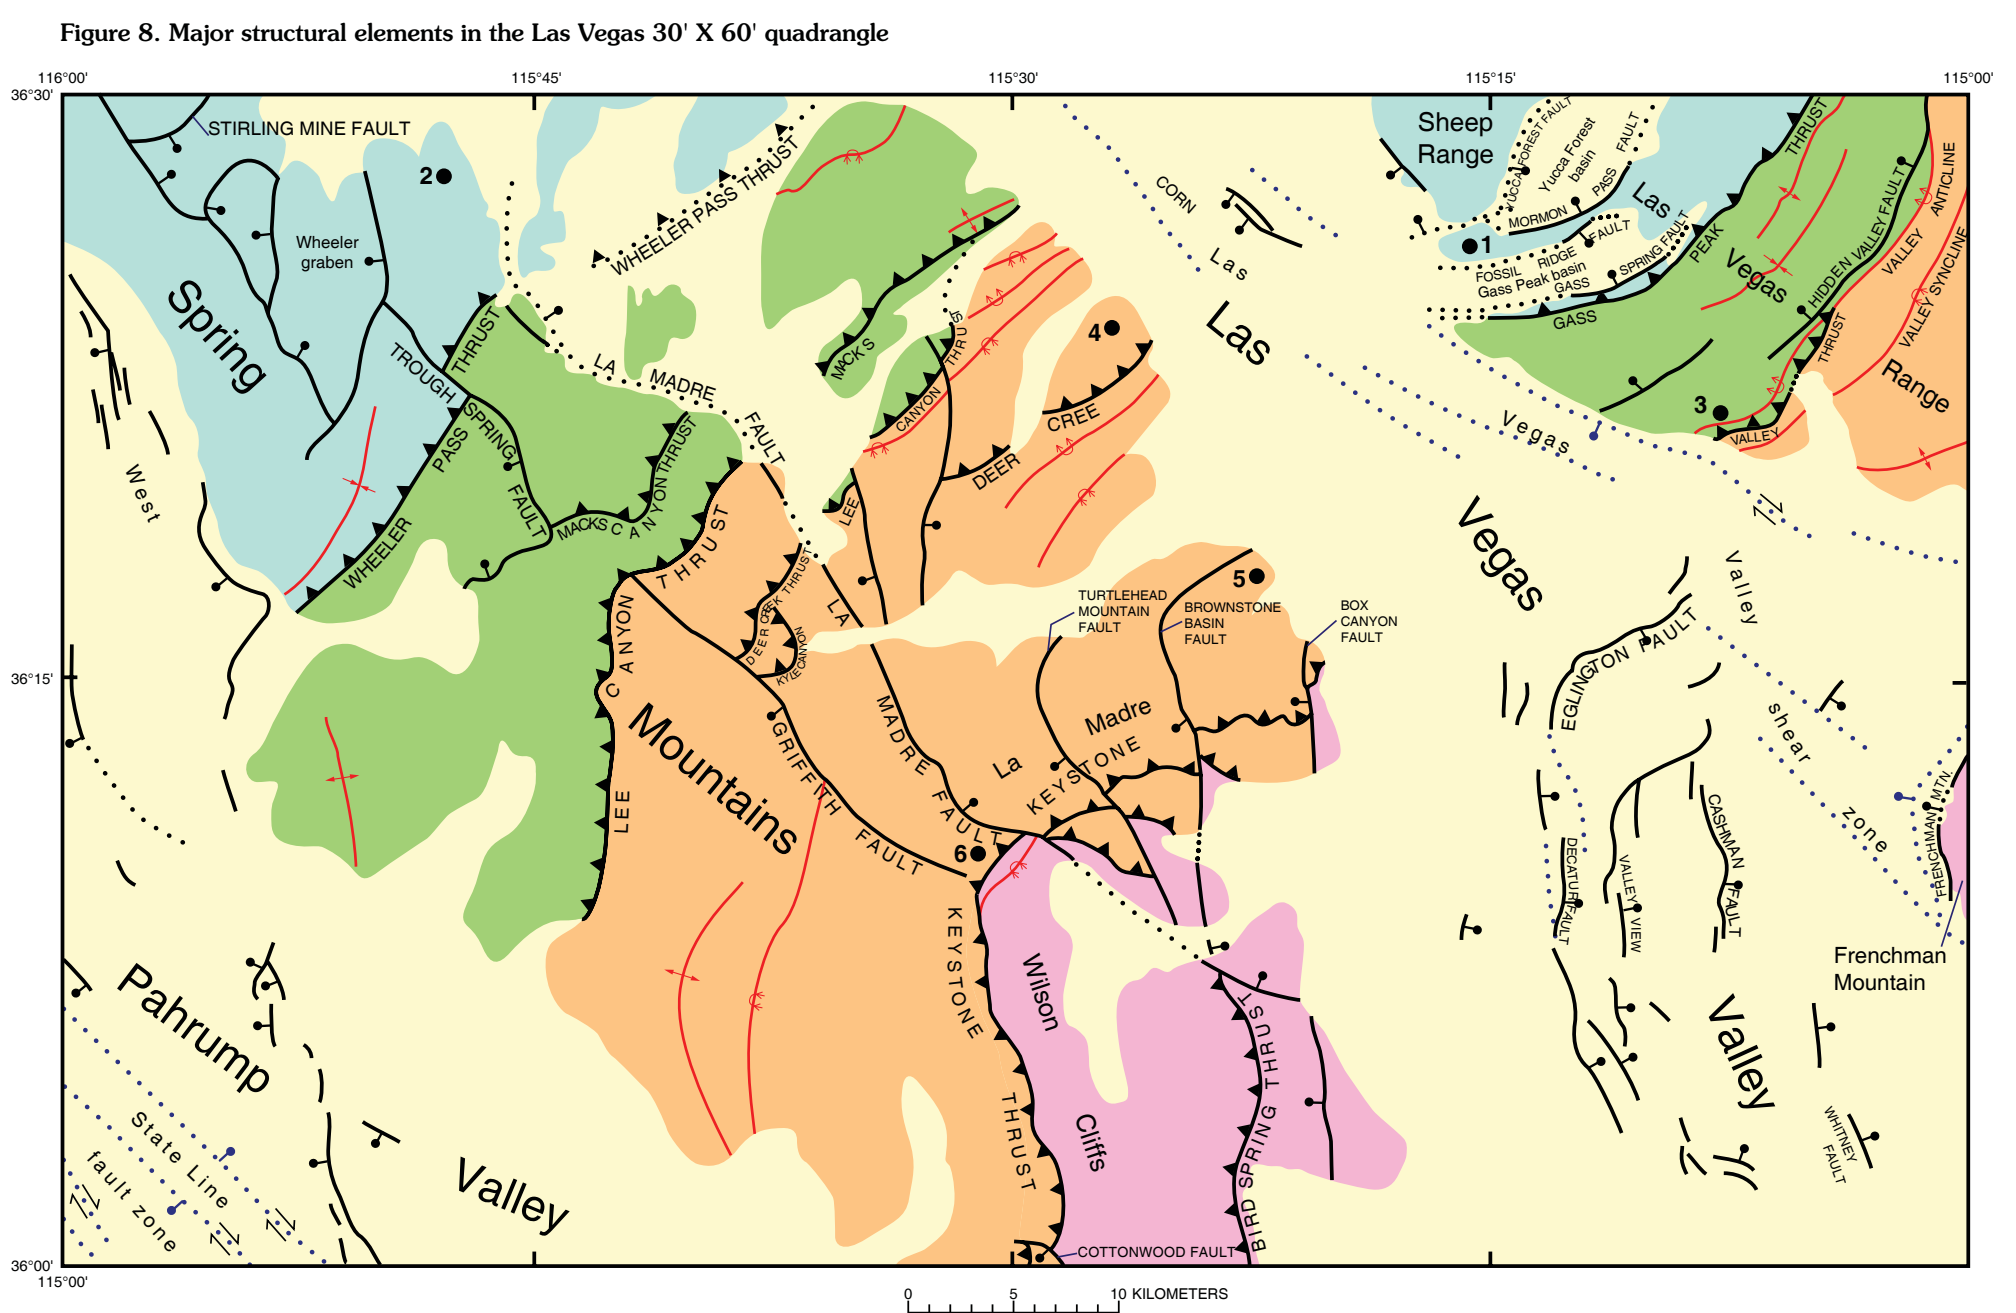 Figure 8. Major structural elements in the Las Vegas 30' X 60' quadrangle
116°00'
115°45'
115°30'
115°15'
115°00'
36°30'
STIRLING MINE FAULT
2
Wheeler
graben
Spring
WHEELER PASS THRUST
TROUGH SPRING FAULT
WHEELER PASS THRUST
LA MADRE FAULT
MACKS CANYON THRUST
MACKS CANYON THRUST
West
CORN
Las
Las
Sheep
Range
YUCCA FOREST FAULT
Yucca Forest
basin
MORMON PASS FAULT
1
FOSSIL RIDGE FAULT
Gass Peak basin
GASS SPRING FAULT
GASS PEAK THRUST
Las
Vegas
Range
HIDDEN VALLEY FAULT
VALLEY ANTICLINE
VALLEY SYNCLINE
VALLEY THRUST
3
4
DEER CREE
LEE
Vegas
Vegas
Valley
shear
zone
LEE CANYON THRUST
DEER CREEK THRUST
KYLE CANYON
LA MADRE FAULT
GRIFFITH FAULT
Mountains
TURTLEHEAD
MOUNTAIN
FAULT
BROWNSTONE
BASIN
FAULT
5
BOX
CANYON
FAULT
36°15'
La Madre
KEYSTONE
6
EGLINGTON FAULT
DECATUR FAULT
VALLEY VIEW
CASHMAN FAULT
FRENCHMAN MTN.
Frenchman
Mountain
KEYSTONE THRUST
Wilson
Cliffs
BIRD SPRING THRUST
Valley
WHITNEY
FAULT
Pahrump
Valley
State Line
fault zone
COTTONWOOD FAULT
36°00'
115°00'
0 5 10 KILOMETERS